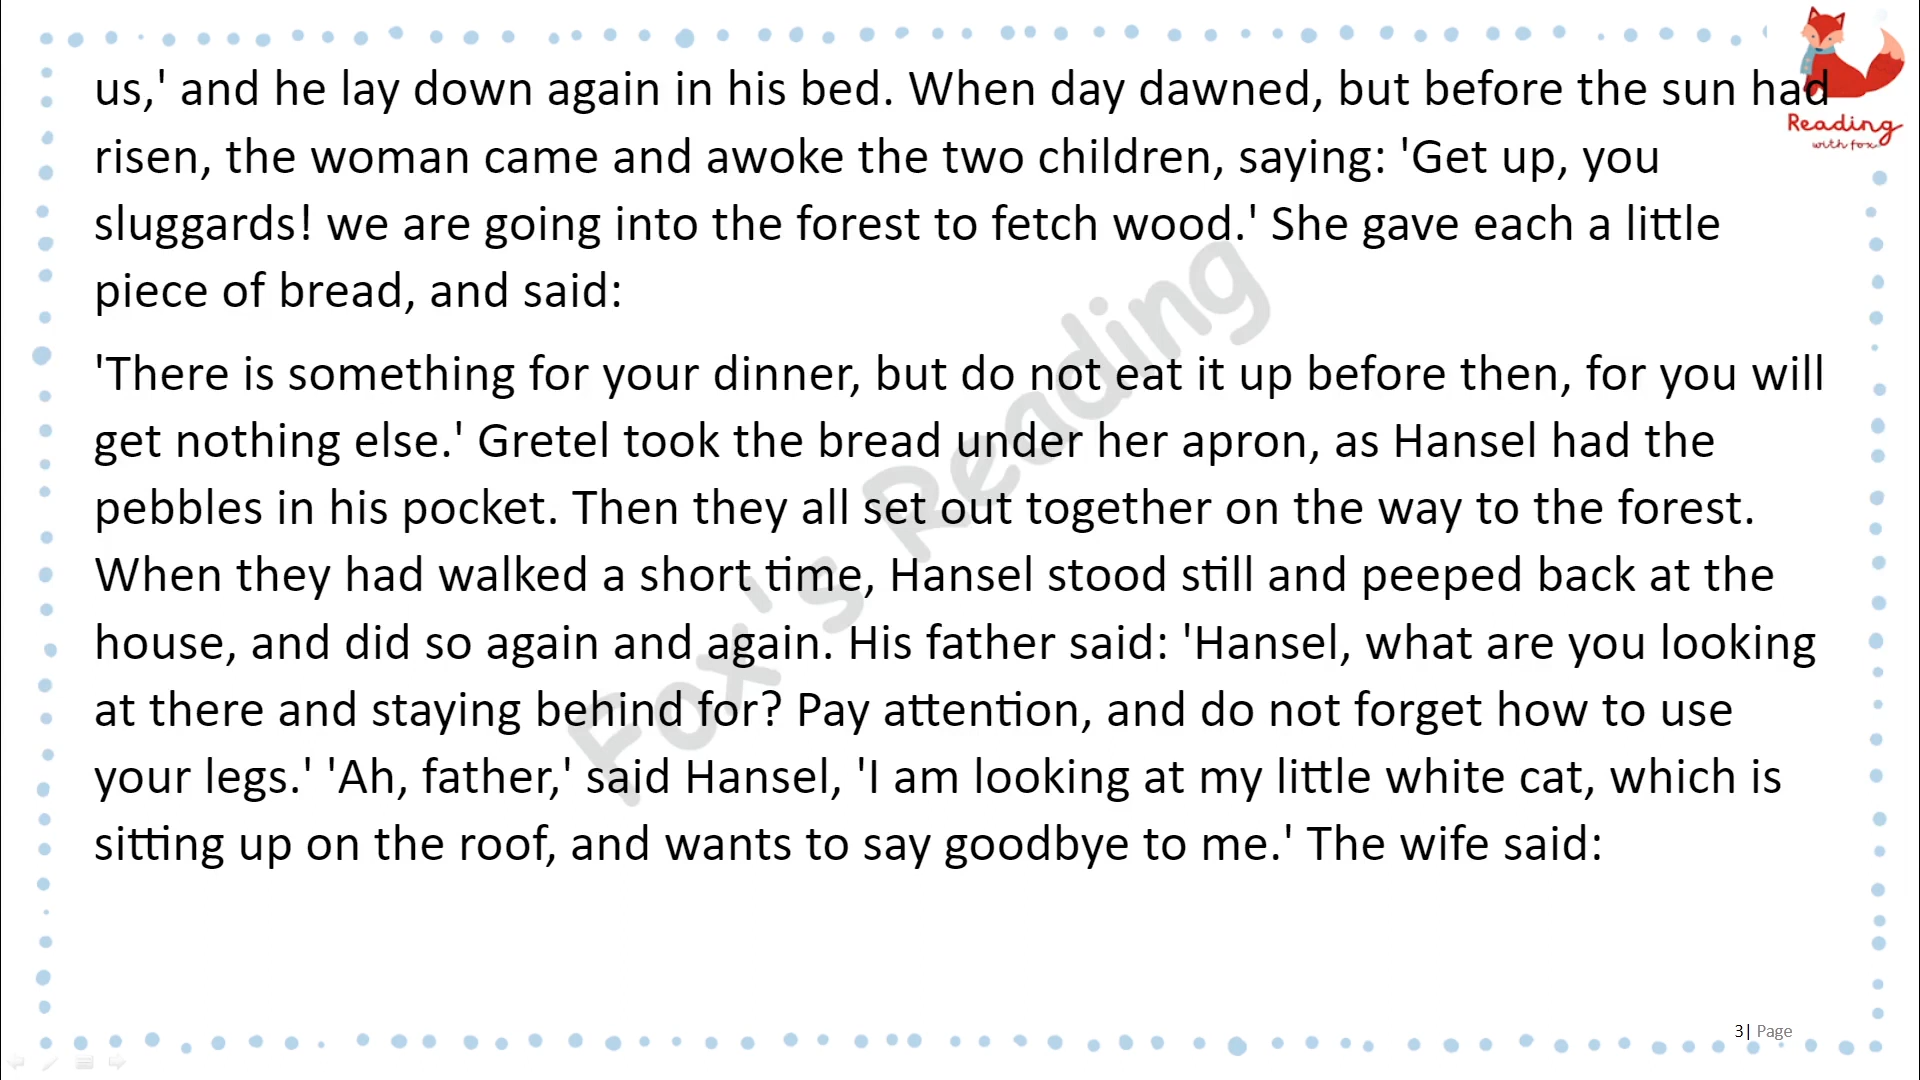 us,' and he lay down again in his bed. When day dawned, but before the sun had
risen, the woman came and awoke the two children, saying: 'Get up, you
sluggards! we are going into the forest to fetch wood.' She gave each a little
piece of bread, and said:
'There is something for your dinner, but do not eat it up before then, for you will
get nothing else.' Gretel took the bread under her apron, as Hansel had the
pebbles in his pocket. Then they all set out together on the way to the forest.
When they had walked a short time, Hansel stood still and peeped back at the
house, and did so again and again. His father said: 'Hansel, what are you looking
at there and staying behind for? Pay attention, and do not forget how to use
your legs.' 'Ah, father,' said Hansel, 'I am looking at my little white cat, which is
sitting up on the roof, and wants to say goodbye to me.' The wife said:
Reading
with fox
Fox's Reading
3| Page